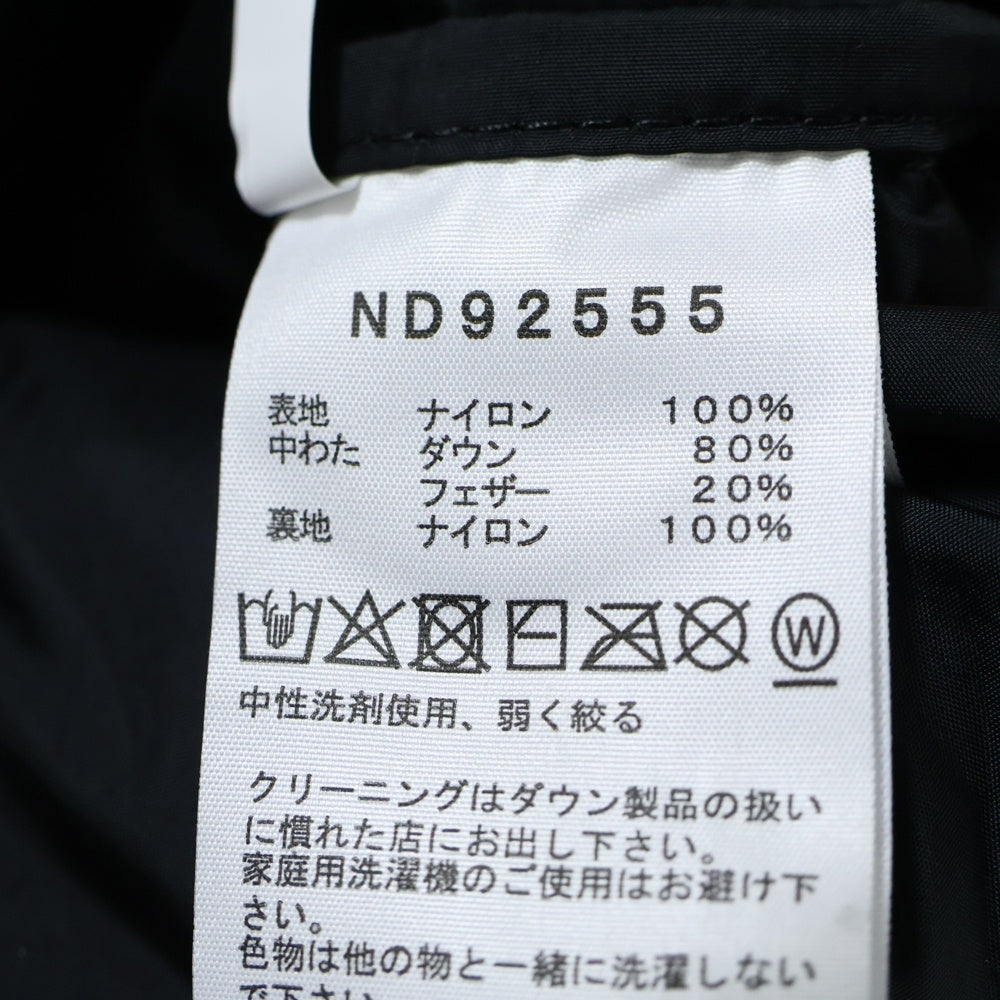 ND92555
表地 ナイロン 100%
中わた ダウン 80%
フェザー 20%
裏地 ナイロン 100%
W
中性洗剤使用、弱く絞る
クリーニングはダウン製品の扱い
に慣れた店にお出し下さい。
家庭用洗濯機のご使用はお避け下
さい。
色物は他の物と一緒に洗濯しない
で下さい。